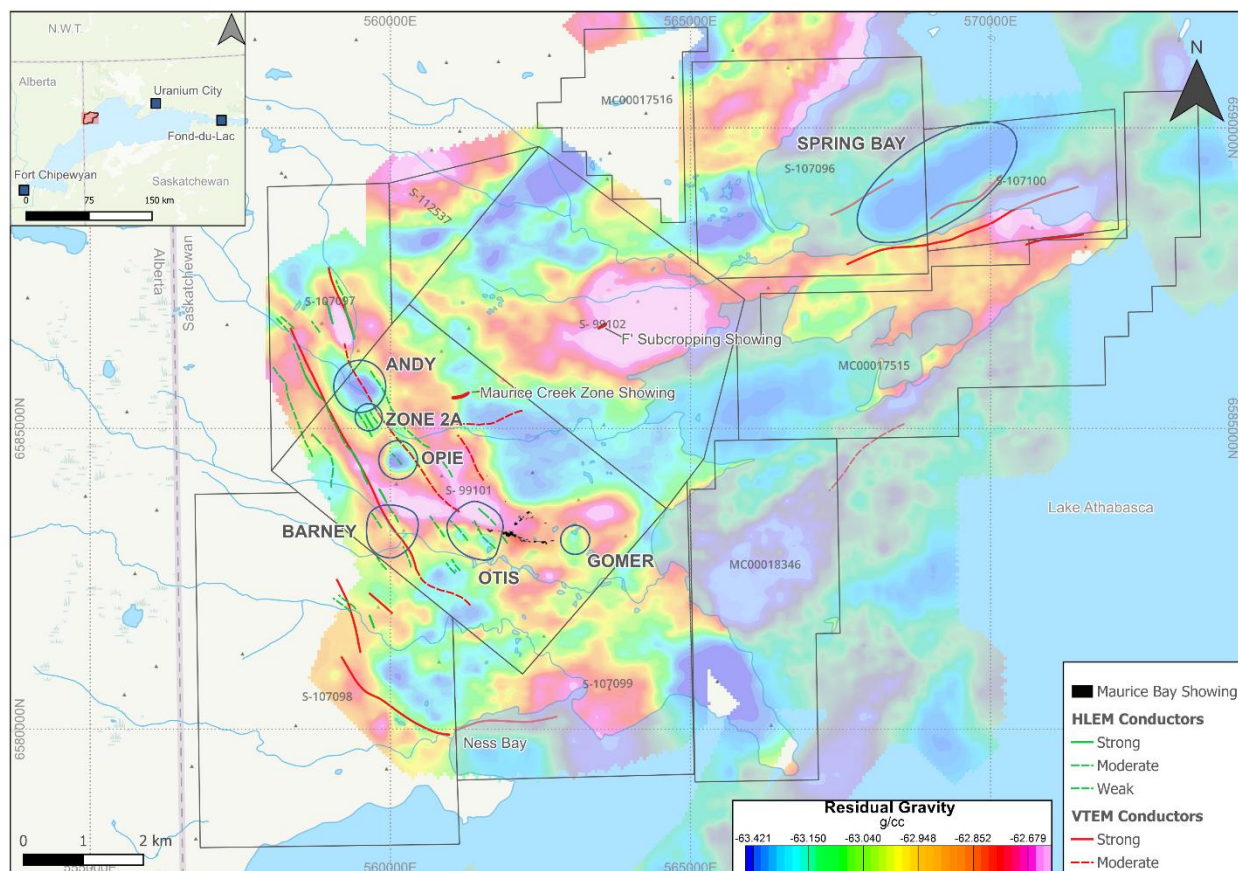 N.W.T.
Alberta
Uranium City
Fond-du-Lac
Fort Chipewyan
Saskatchewan
0 75 150 km
560000E
565000E
570000E
N
MC00017516
SPRING BAY
6590000N
S-107096
S-107100
S-112537
Alberta
Saskatchewan
S-107097
S- 99102
F' Subcropping Showing
MC00017515
ANDY
Maurice Creek Zone Showing
ZONE 2A
6585000N
6585000N
OPIE
S- 99101
Lake Athabasca
BARNEY
OTIS
GOMER
MC00018346
S-107098
S-107099
6580000N
Ness Bay
Maurice Bay Showing
HLEM Conductors
Strong
Moderate
Weak
VTEM Conductors
Strong
Moderate
Residual Gravity
g/cc
-63.421 -63.150 -63.040 -62.948 -62.852 -62.679
0 1 2 km
555000E
560000E
565000E